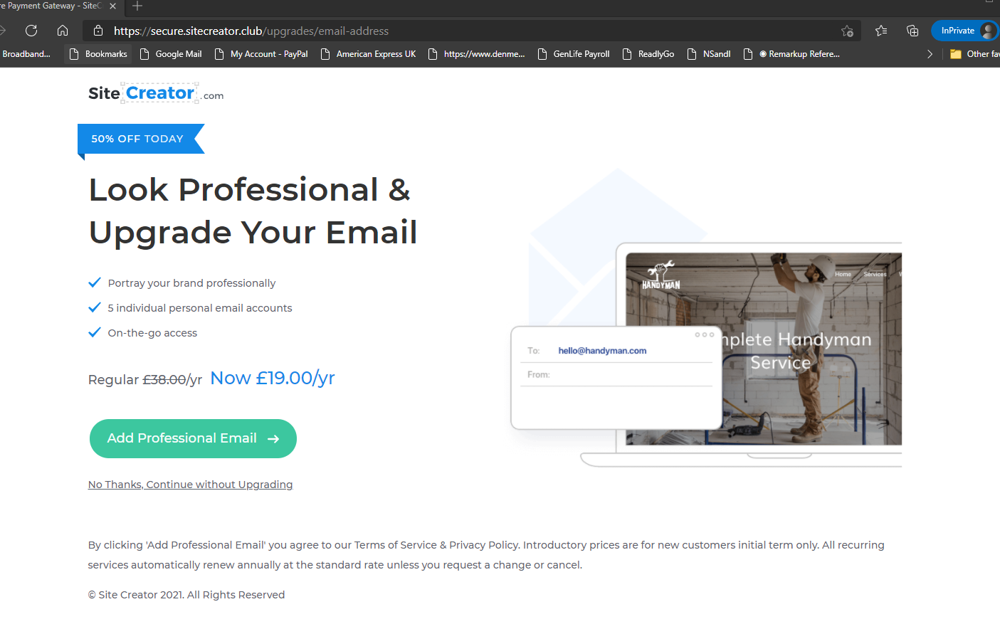 re Payment Gateway - SiteC
https://secure.sitecreator.club/upgrades/email-address
InPrivate
Broadband...
Bookmarks
Google Mail
My Account - PayPal
American Express UK
https://www.denme...
GenLife Payroll
ReadlyGo
NSandI
Remarkup Refere...
Other fav
Site Creator .com
50% OFF TODAY
Look Professional &
Upgrade Your Email
Portray your brand professionally
5 individual personal email accounts
On-the-go access
Regular £38.00/yr Now £19.00/yr
Add Professional Email
No Thanks, Continue without Upgrading
HANDYMAN
Home
Services
To: hello@handyman.com
From:
mplete Handyman
Service
By clicking 'Add Professional Email' you agree to our Terms of Service & Privacy Policy. Introductory prices are for new customers initial term only. All recurring
services automatically renew annually at the standard rate unless you request a change or cancel.
© Site Creator 2021. All Rights Reserved